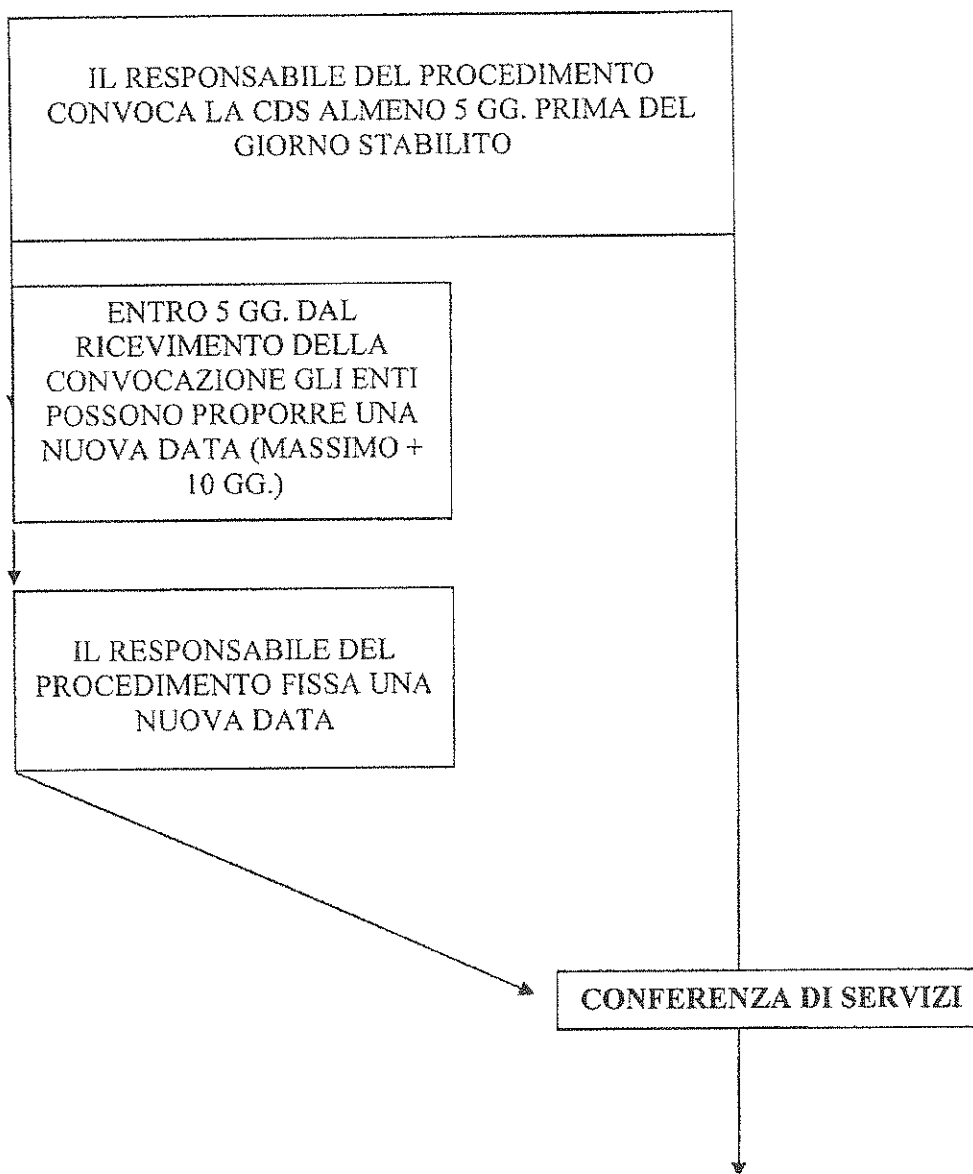 IL RESPONSABILE DEL PROCEDIMENTO
CONVOCA LA CDS ALMENO 5 GG. PRIMA DEL
GIORNO STABILITO
ENTRO 5 GG. DAL
RICEVIMENTO DELLA
CONVOCAZIONE GLI ENTI
POSSONO PROPORRE UNA
NUOVA DATA (MASSIMO +
10 GG.)
IL RESPONSABILE DEL
PROCEDIMENTO FISSA UNA
NUOVA DATA
CONFERENZA DI SERVIZI